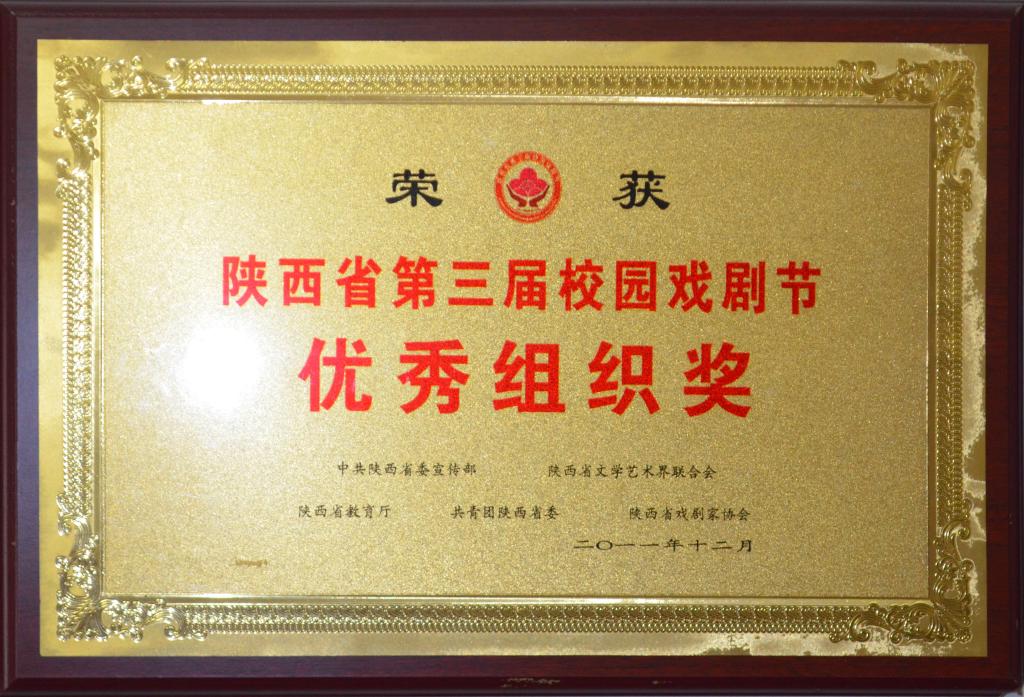 荣 获
陕西省第三届校园戏剧节
优秀组织奖
中共陕西省委宣传部 陕西省文学艺术界联合会
陕西省教育厅 共青团陕西省委 陕西省戏剧家协会
二〇一一年十二月